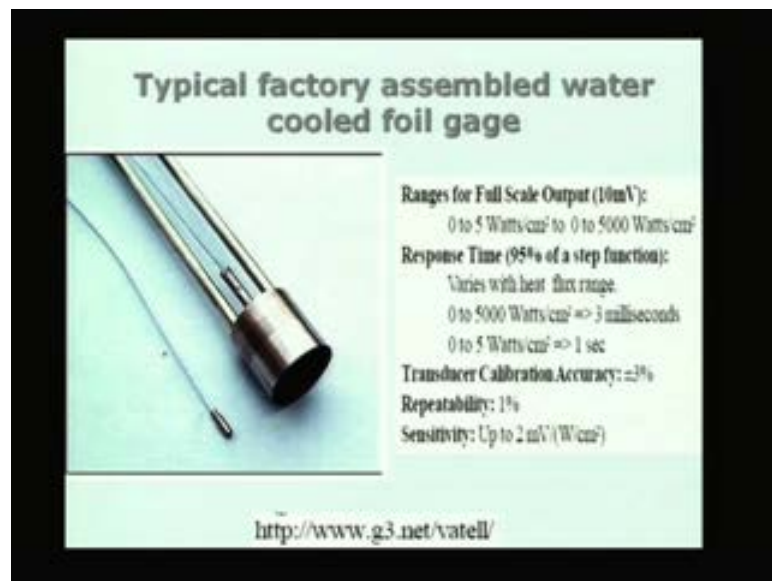 Typical factory assembled water
cooled foil gage
Ranges for Full Scale Output (10mV):
0 to 5 Watts/cm² to 0 to 5000 Watts/cm²
Response Time (95% of a step function):
Varies with heat flux range.
0 to 5000 Watts/cm² => 3 milliseconds
0 to 5 Watts/cm² => 1 sec
Transducer Calibration Accuracy: ±3%
Repeatability: 1%
Sensitivity: Up to 2 mV/(W/cm²)
http://www.g3.net/vatell/